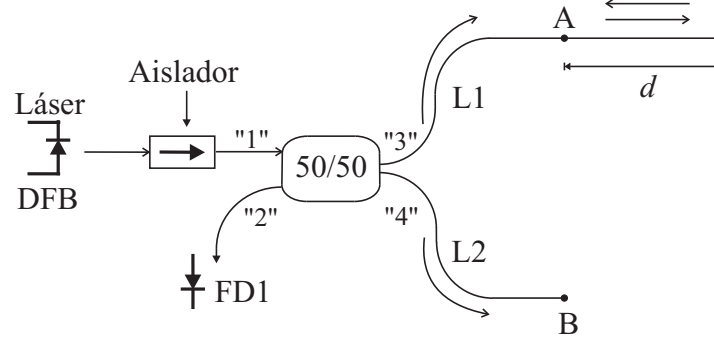 A
Aislador
Láser
L1
d
"1"
"3"
50/50
DFB
"2"
"4"
L2
FD1
B